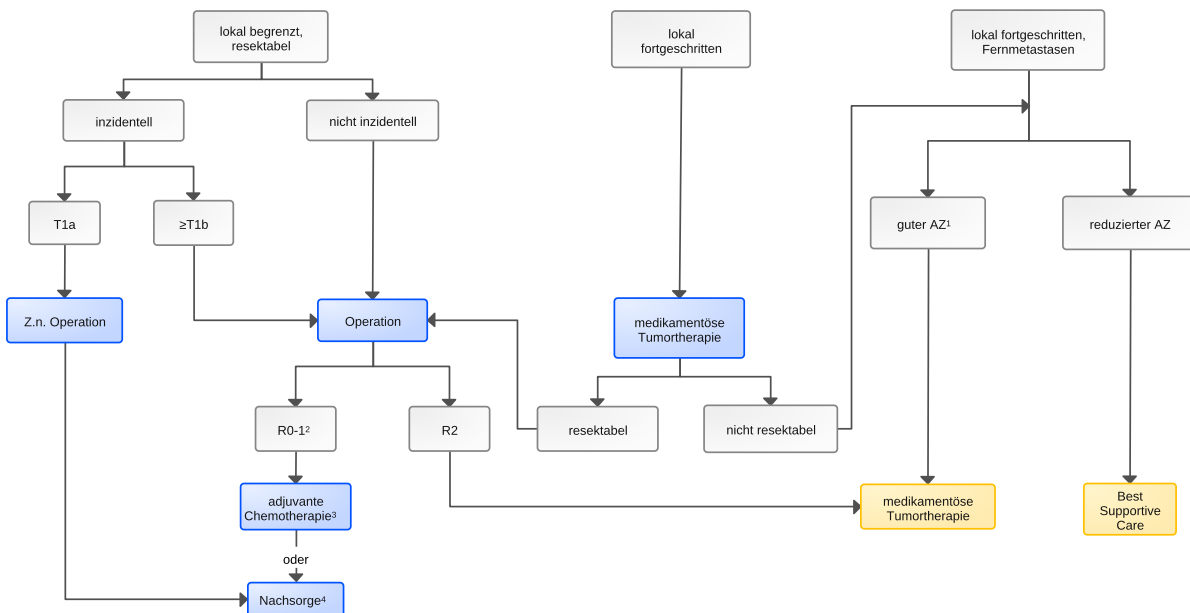 lokal begrenzt,
resektabel
lokal
fortgeschritten
lokal fortgeschritten,
Fernmetastasen
inzidentell
nicht inzidentell
T1a
≥T1b
guter AZ¹
reduzierter AZ
Z.n. Operation
Operation
medikamentöse
Tumortherapie
R0-1²
R2
resektabel
nicht resektabel
adjuvante
Chemotherapie³
medikamentöse
Tumortherapie
Best
Supportive
Care
oder
Nachsorge⁴